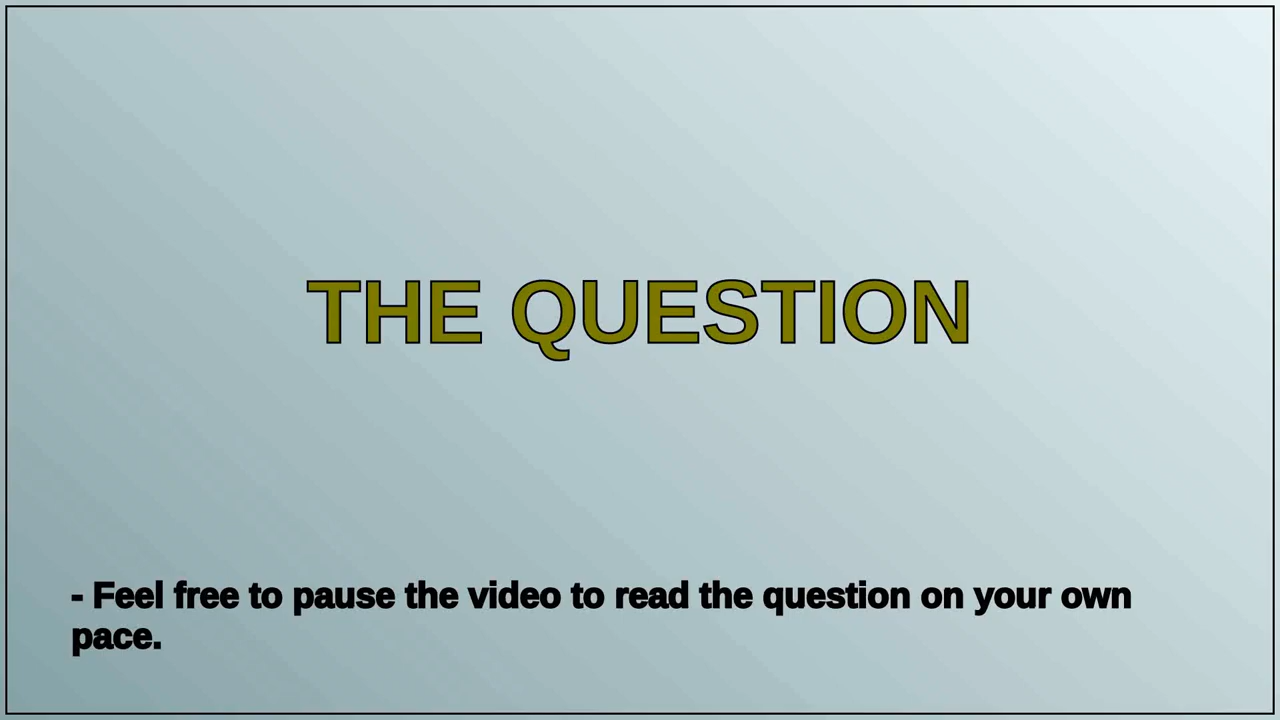 THE QUESTION
- Feel free to pause the video to read the question on your own
pace.